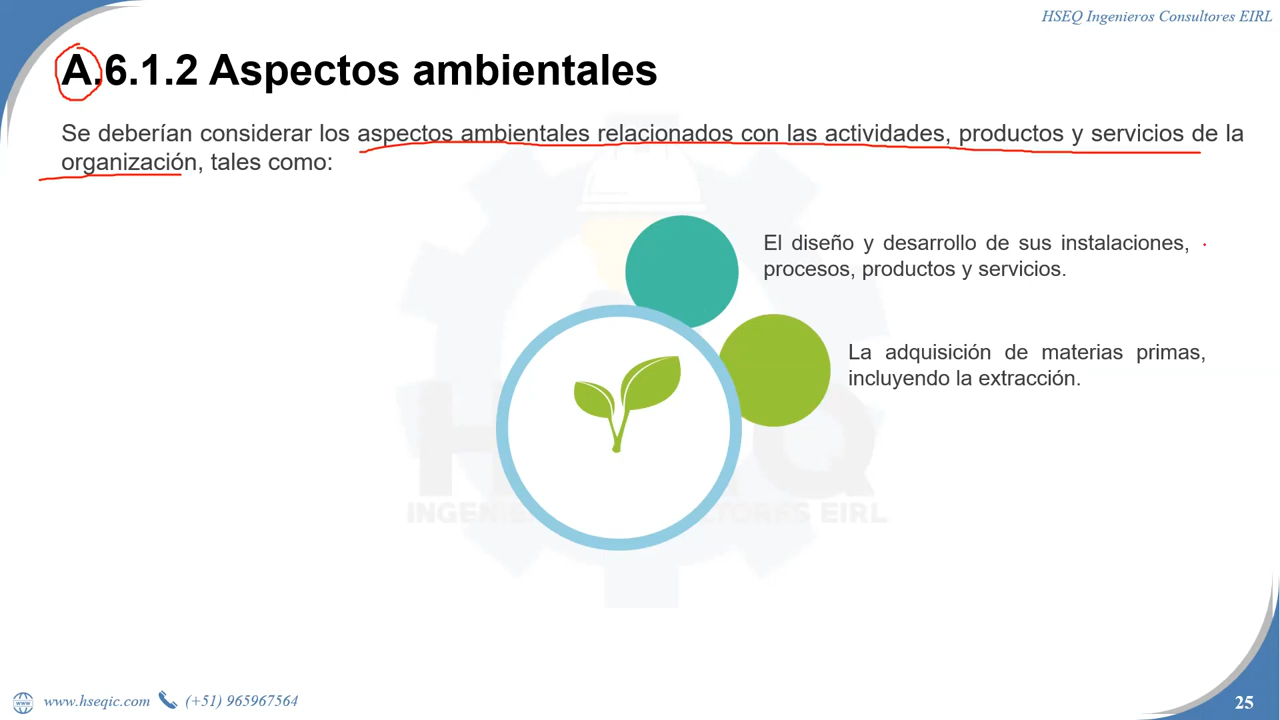 HSEQ Ingenieros Consultores EIRL
A.6.1.2 Aspectos ambientales
Se deberían considerar los aspectos ambientales relacionados con las actividades, productos y servicios de la
organización, tales como:
El diseño y desarrollo de sus instalaciones,
procesos, productos y servicios.
La adquisición de materias primas,
incluyendo la extracción.
www.hseqic.com
(+51) 965967564
25